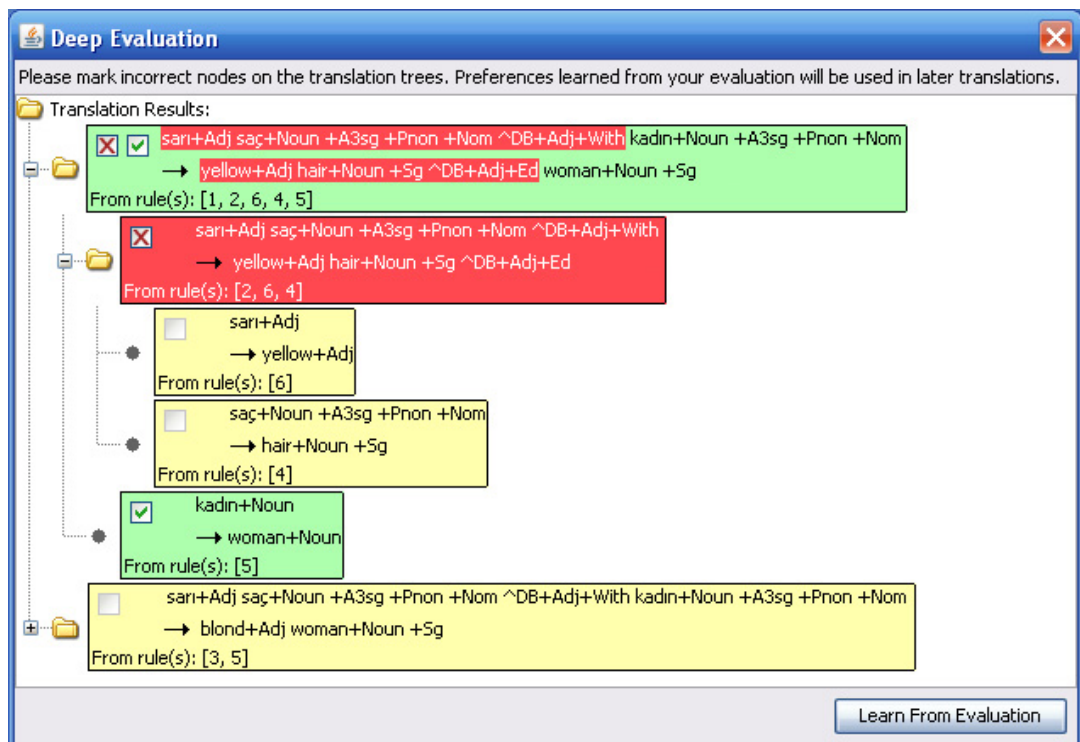 Deep Evaluation
Please mark incorrect nodes on the translation trees. Preferences learned from your evaluation will be used in later translations.
Translation Results:
sarı+Adj saç+Noun +A3sg +Pnon +Nom ^DB+Adj+With kadın+Noun +A3sg +Pnon +Nom
→ yellow+Adj hair+Noun +Sg ^DB+Adj+Ed woman+Noun +Sg
From rule(s): [1, 2, 6, 4, 5]
sarı+Adj saç+Noun +A3sg +Pnon +Nom ^DB+Adj+With
→ yellow+Adj hair+Noun +Sg ^DB+Adj+Ed
From rule(s): [2, 6, 4]
sarı+Adj
→ yellow+Adj
From rule(s): [6]
saç+Noun +A3sg +Pnon +Nom
→ hair+Noun +Sg
From rule(s): [4]
kadın+Noun
→ woman+Noun
From rule(s): [5]
sarı+Adj saç+Noun +A3sg +Pnon +Nom ^DB+Adj+With kadın+Noun +A3sg +Pnon +Nom
→ blond+Adj woman+Noun +Sg
From rule(s): [3, 5]
Learn From Evaluation